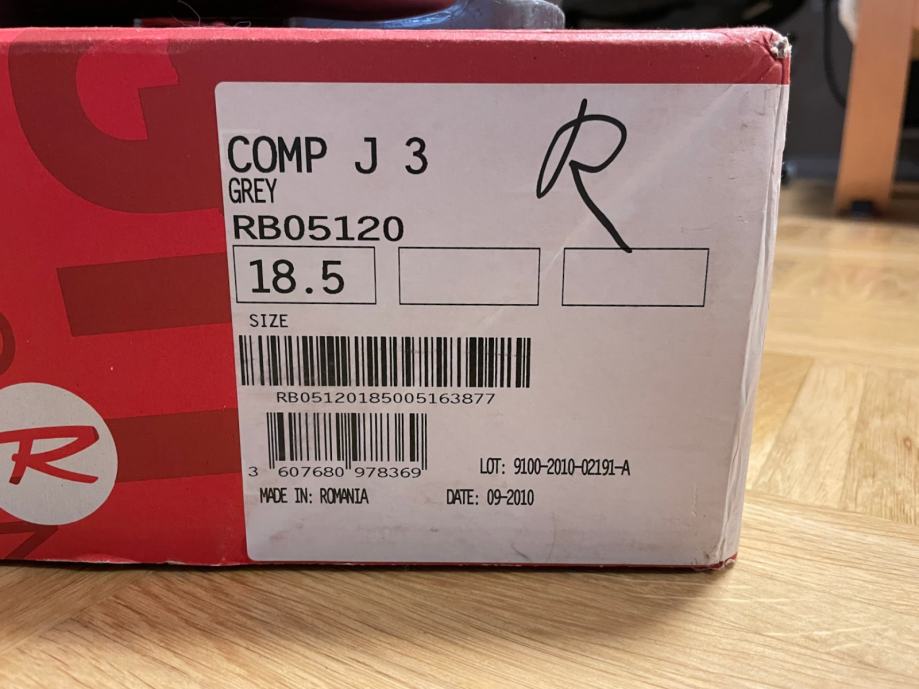 COMP J 3
R
GREY
RB05120
18.5
SIZE
RB05120185005163877
3 607680 978369
LOT: 9100-2010-02191-A
MADE IN: ROMANIA DATE: 09-2010
R